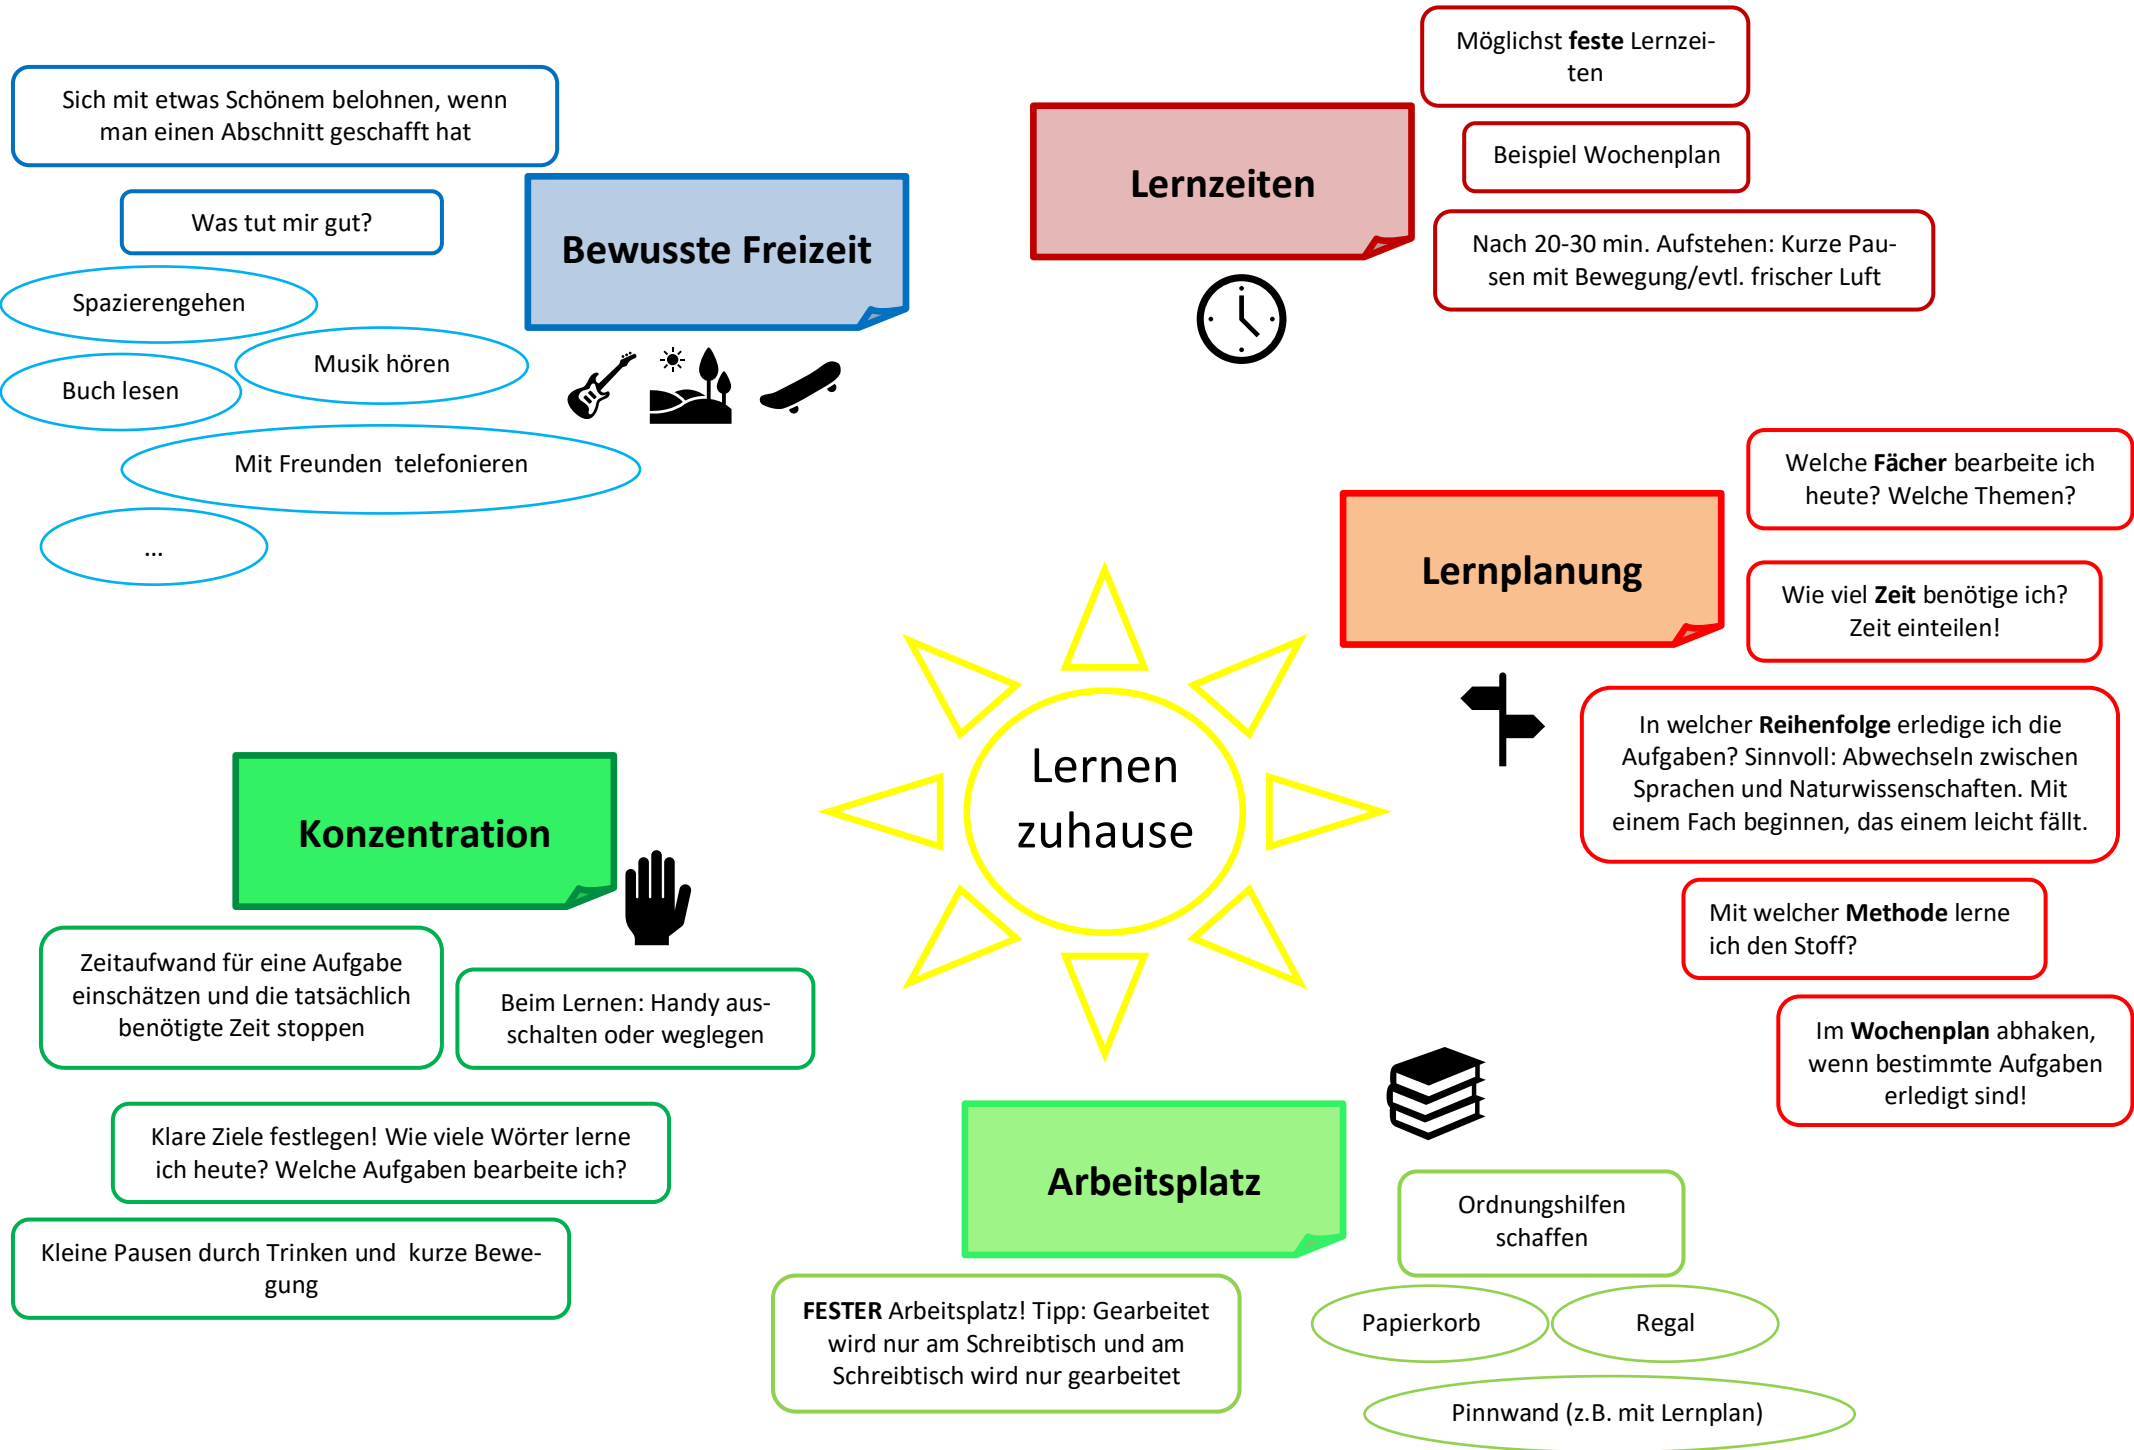 Sich mit etwas Schönem belohnen, wenn
man einen Abschnitt geschafft hat
Was tut mir gut?
Bewusste Freizeit
Spazierengehen
Musik hören
Buch lesen
Mit Freunden  telefonieren
...
Möglichst feste Lernzei-
ten
Lernzeiten
Beispiel Wochenplan
Nach 20-30 min. Aufstehen: Kurze Pau-
sen mit Bewegung/evtl. frischer Luft
Welche Fächer bearbeite ich
heute? Welche Themen?
Lernplanung
Wie viel Zeit benötige ich?
Zeit einteilen!
In welcher Reihenfolge erledige ich die
Aufgaben? Sinnvoll: Abwechseln zwischen
Sprachen und Naturwissenschaften. Mit
einem Fach beginnen, das einem leicht fällt.
Mit welcher Methode lerne
ich den Stoff?
Im Wochenplan abhaken,
wenn bestimmte Aufgaben
erledigt sind!
Lernen
zuhause
Konzentration
Zeitaufwand für eine Aufgabe
einschätzen und die tatsächlich
benötigte Zeit stoppen
Beim Lernen: Handy aus-
schalten oder weglegen
Klare Ziele festlegen! Wie viele Wörter lerne
ich heute? Welche Aufgaben bearbeite ich?
Kleine Pausen durch Trinken und  kurze Bewe-
gung
Arbeitsplatz
FESTER Arbeitsplatz! Tipp: Gearbeitet
wird nur am Schreibtisch und am
Schreibtisch wird nur gearbeitet
Ordnungshilfen
schaffen
Papierkorb
Regal
Pinnwand (z.B. mit Lernplan)